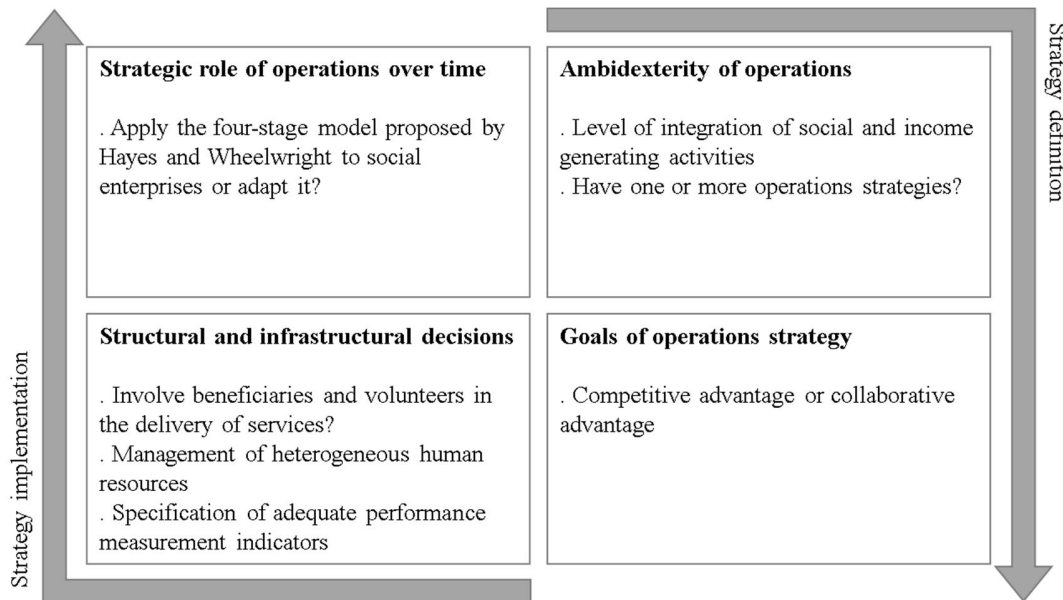 Strategic role of operations over time
. Apply the four-stage model proposed by
Hayes and Wheelwright to social
enterprises or adapt it?
Ambidexterity of operations
. Level of integration of social and income
generating activities
. Have one or more operations strategies?
Strategy definition
Structural and infrastructural decisions
. Involve beneficiaries and volunteers in
the delivery of services?
. Management of heterogeneous human
resources
. Specification of adequate performance
measurement indicators
Goals of operations strategy
. Competitive advantage or collaborative
advantage
Strategy implementation